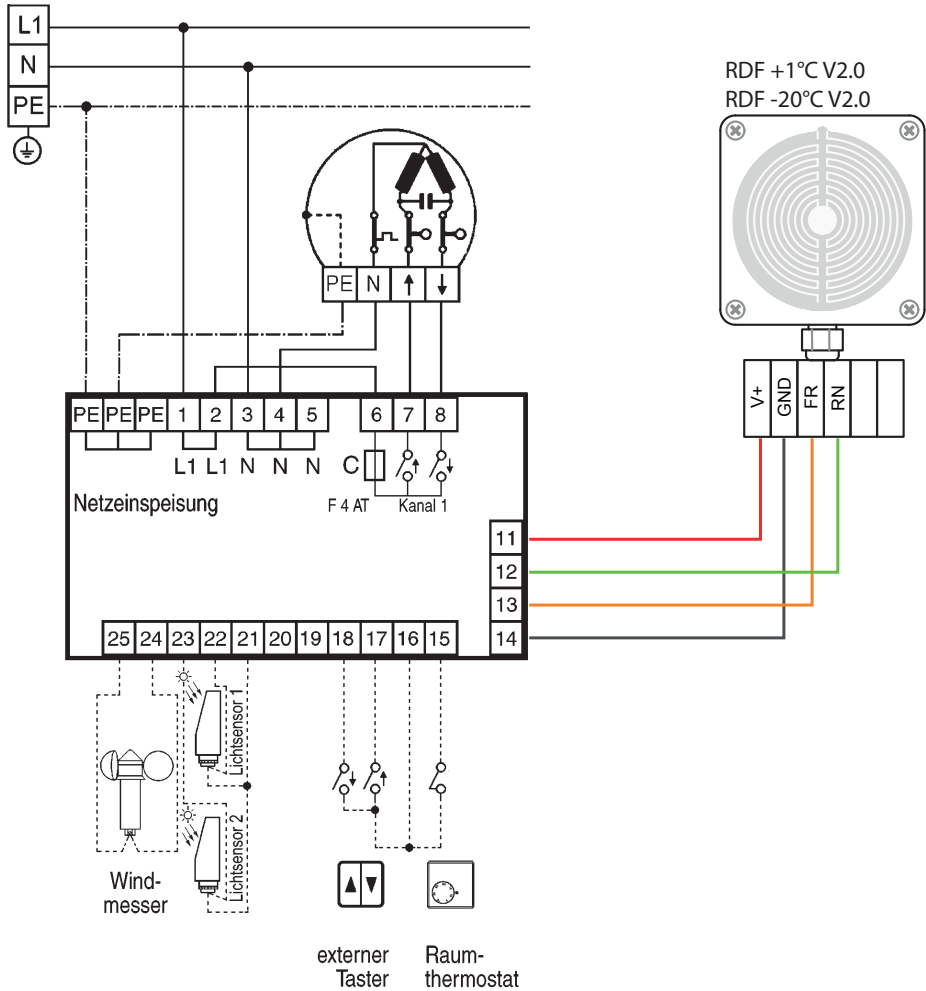 L1
N
PE
RDF +1°C V2.0
RDF -20°C V2.0
PE N
V+ GND FR RN
PE PE PE 1 2 3 4 5 6 7 8
L1 L1 N N N C
F 4 AT Kanal 1
Netzeinspeisung
11
12
13
14
25 24 23 22 21 20 19 18 17 16 15
Lichtsensor 1
Lichtsensor 2
Wind-
messer
externer
Taster
Raum-
thermostat